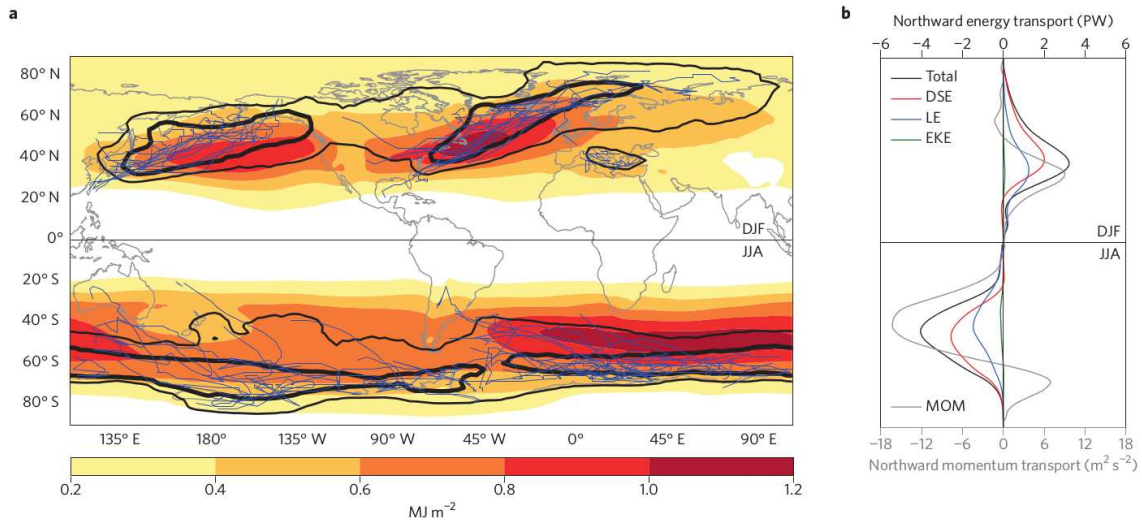 a
80° N
60° N
40° N
20° N
0°
20° S
40° S
60° S
80° S
DJF
JJA
135° E
180°
135° W
90° W
45° W
0°
45° E
90° E
0.2
0.4
0.6
0.8
1.0
1.2
MJ m⁻²
b
Northward energy transport (PW)
−6
−4
−2
0
2
4
6
Total
DSE
LE
EKE
DJF
JJA
MOM
−18
−12
−6
0
6
12
18
Northward momentum transport (m² s⁻²)